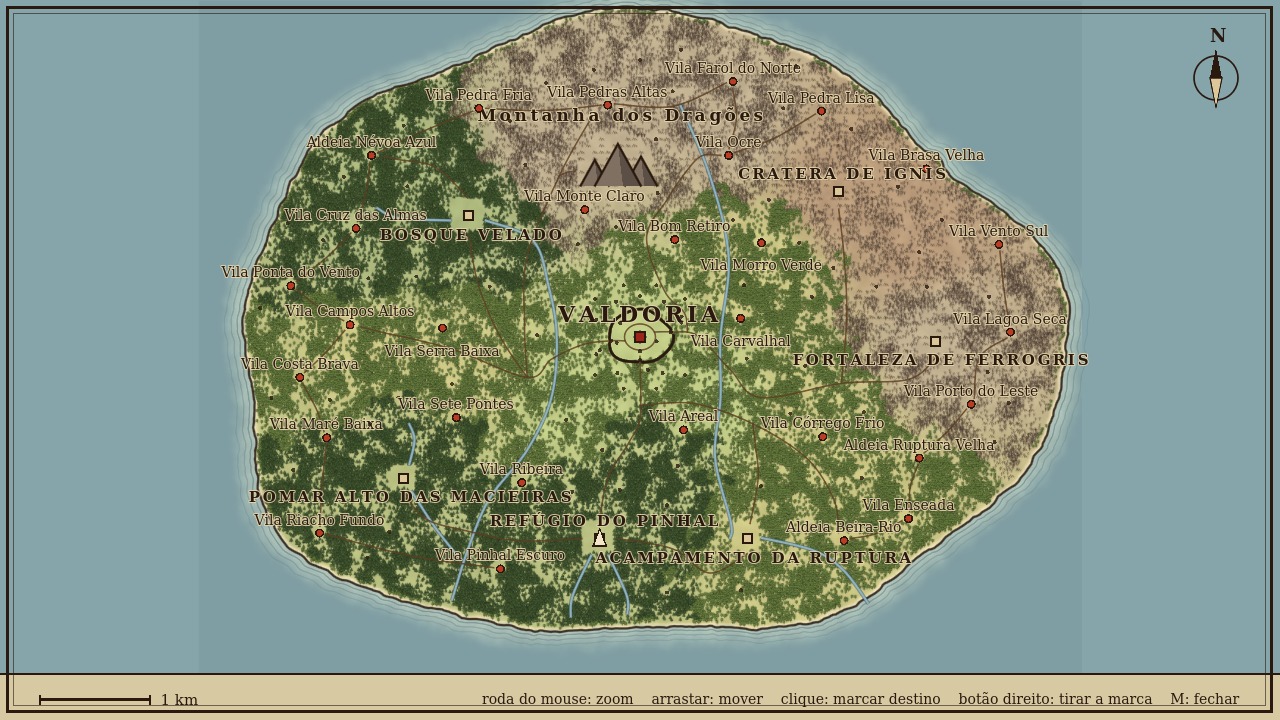 N
Vila Farol do Norte
Vila Pedra Fria
Vila Pedras Altas
Vila Pedra Lisa
Montanha dos Dragões
Aldeia Névoa Azul
Vila Ocre
Vila Brasa Velha
CRATERA DE IGNIS
Vila Monte Claro
Vila Cruz das Almas
Vila Bom Retiro
Vila Vento Sul
BOSQUE VELADO
Vila Morro Verde
Vila Ponta do Vento
Vila Campos Altos
VALDORIA
Vila Lagoa Seca
Vila Carvalhal
Vila Serra Baixa
FORTALEZA DE FERROGRIS
Vila Costa Brava
Vila Porto do Leste
Vila Sete Pontes
Vila Areal
Vila Maré Baixa
Vila Córrego Frio
Aldeia Ruptura Velha
Vila Ribeira
POMAR ALTO DAS MACIEIRAS
Vila Enseada
Vila Riacho Fundo
REFÚGIO DO PINHAL
Aldeia Beira-Rio
Vila Pinhal Escuro
ACAMPAMENTO DA RUPTURA
1 km
roda do mouse: zoom arrastar: mover clique: marcar destino botão direito: tirar a marca M: fechar